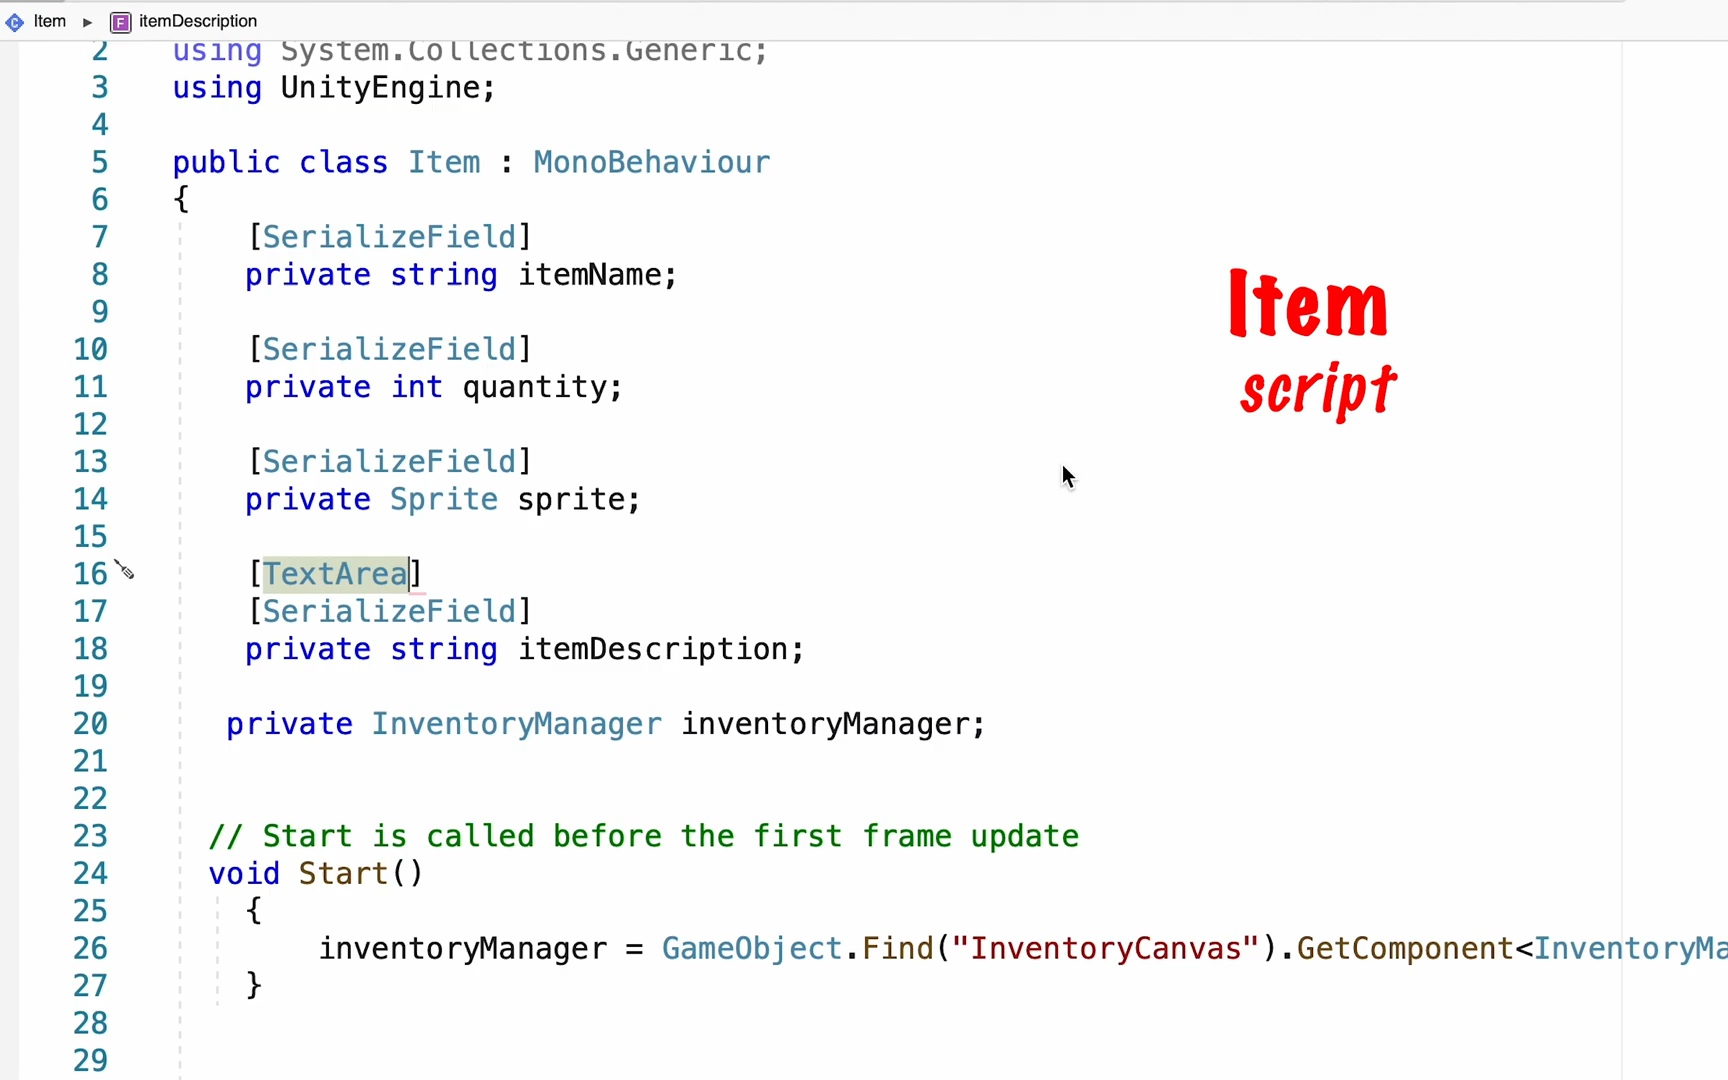 Item ▸ itemDescription
2 using System.Collections.Generic;
3 using UnityEngine;
4
5 public class Item : MonoBehaviour
6 {
7 [SerializeField]
8 private string itemName;
9
10 [SerializeField]
11 private int quantity;
12
13 [SerializeField]
14 private Sprite sprite;
15
16 [TextArea]
17 [SerializeField]
18 private string itemDescription;
19
20 private InventoryManager inventoryManager;
21
22
23 // Start is called before the first frame update
24 void Start()
25 {
26 inventoryManager = GameObject.Find("InventoryCanvas").GetComponent<InventoryMa
27 }
28
29
Item
script